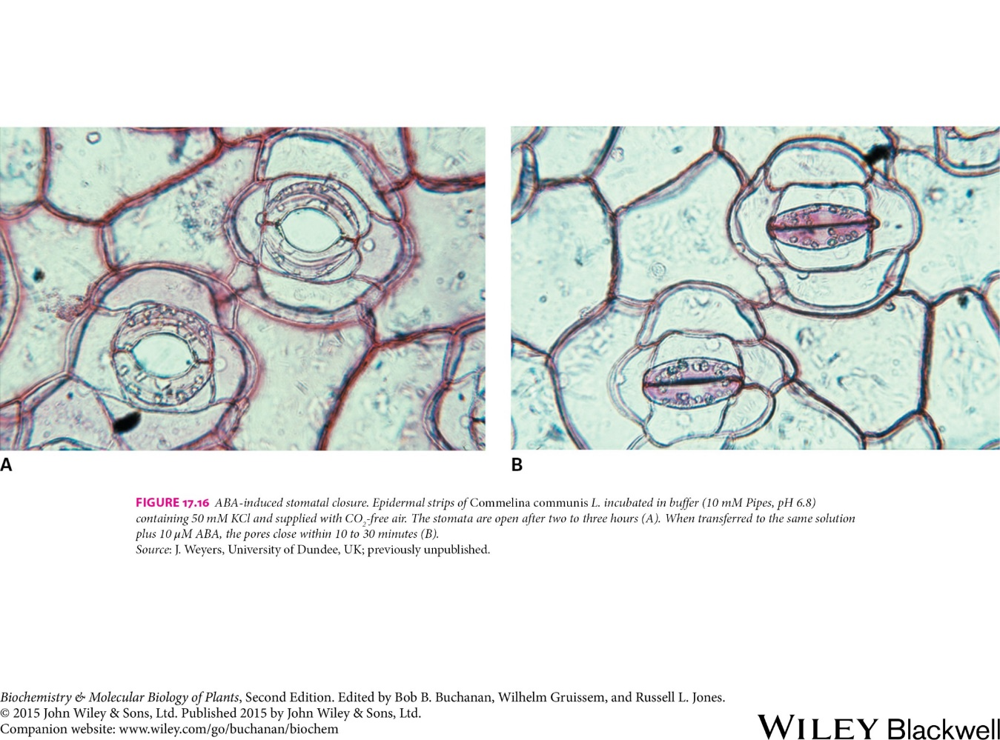 A
B
FIGURE 17.16 ABA-induced stomatal closure. Epidermal strips of Commelina communis L. incubated in buffer (10 mM Pipes, pH 6.8)
containing 50 mM KCl and supplied with CO₂-free air. The stomata are open after two to three hours (A). When transferred to the same solution
plus 10 μM ABA, the pores close within 10 to 30 minutes (B).
Source: J. Weyers, University of Dundee, UK; previously unpublished.
Biochemistry & Molecular Biology of Plants, Second Edition. Edited by Bob B. Buchanan, Wilhelm Gruissem, and Russell L. Jones.
© 2015 John Wiley & Sons, Ltd. Published 2015 by John Wiley & Sons, Ltd.
Companion website: www.wiley.com/go/buchanan/biochem
WILEY Blackwell